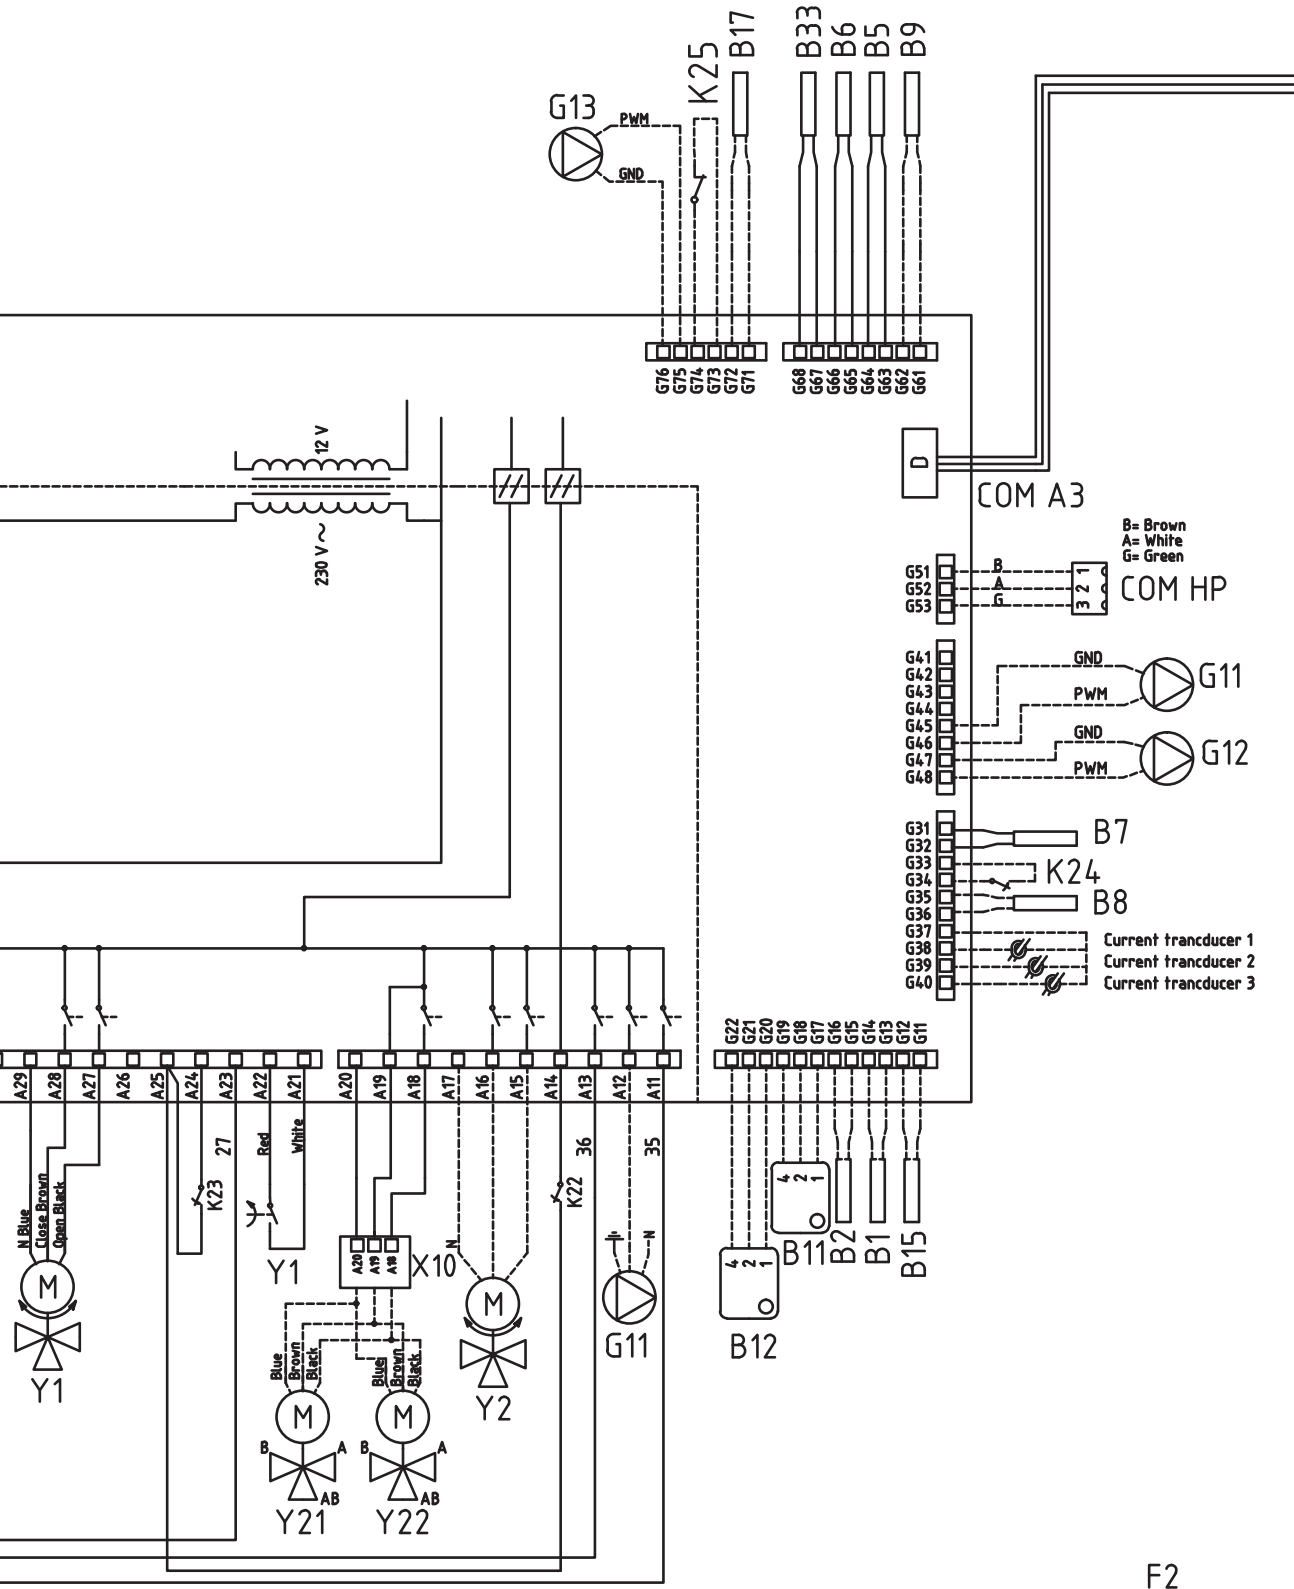 G13
PWM
GND
K25
B17
B33
B6
B5
B9
G76
G75
G74
G73
G72
G71
G68
G67
G66
G65
G64
G63
G62
G61
12 V
230 V ~
D
COM A3
B= Brown
A= White
G= Green
G51
G52
G53
B
A
G
1
2
3
COM HP
G41
G42
G43
G44
G45
G46
G47
G48
GND
PWM
G11
GND
PWM
G12
G31
G32
G33
G34
G35
G36
G37
G38
G39
G40
B7
K24
B8
Current trancducer 1
Current trancducer 2
Current trancducer 3
G22
G21
G20
G19
G18
G17
G16
G15
G14
G13
G12
G11
A29
A28
A27
A26
A25
A24
A23
A22
A21
A20
A19
A18
A17
A16
A15
A14
A13
A12
A11
N Blue
Close Brown
Open Black
K23
27
Red
White
K22
36
35
M
Y1
Y1
A20
A19
A18
X10
N
M
Y2
N
G11
4
2
1
B12
4
2
1
B11
B2
B1
B15
Blue
Brown
Black
Blue
Brown
Black
M
M
B
A
AB
Y21
B
A
AB
Y22
F2